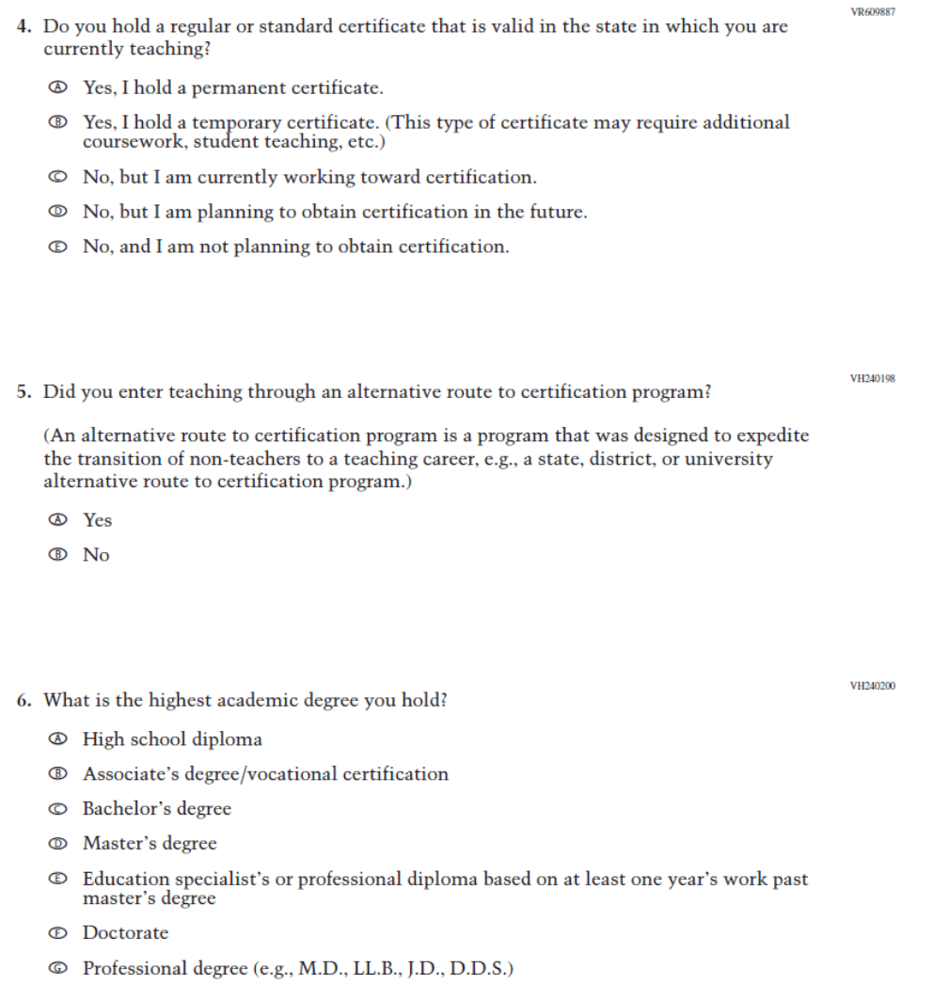 VR609887
4. Do you hold a regular or standard certificate that is valid in the state in which you are
currently teaching?
Ⓐ Yes, I hold a permanent certificate.
Ⓑ Yes, I hold a temporary certificate. (This type of certificate may require additional
coursework, student teaching, etc.)
Ⓒ No, but I am currently working toward certification.
Ⓓ No, but I am planning to obtain certification in the future.
Ⓔ No, and I am not planning to obtain certification.
VH240198
5. Did you enter teaching through an alternative route to certification program?
(An alternative route to certification program is a program that was designed to expedite
the transition of non-teachers to a teaching career, e.g., a state, district, or university
alternative route to certification program.)
Ⓐ Yes
Ⓑ No
VH240200
6. What is the highest academic degree you hold?
Ⓐ High school diploma
Ⓑ Associate’s degree/vocational certification
Ⓒ Bachelor’s degree
Ⓓ Master’s degree
Ⓔ Education specialist’s or professional diploma based on at least one year’s work past
master’s degree
Ⓕ Doctorate
Ⓖ Professional degree (e.g., M.D., LL.B., J.D., D.D.S.)